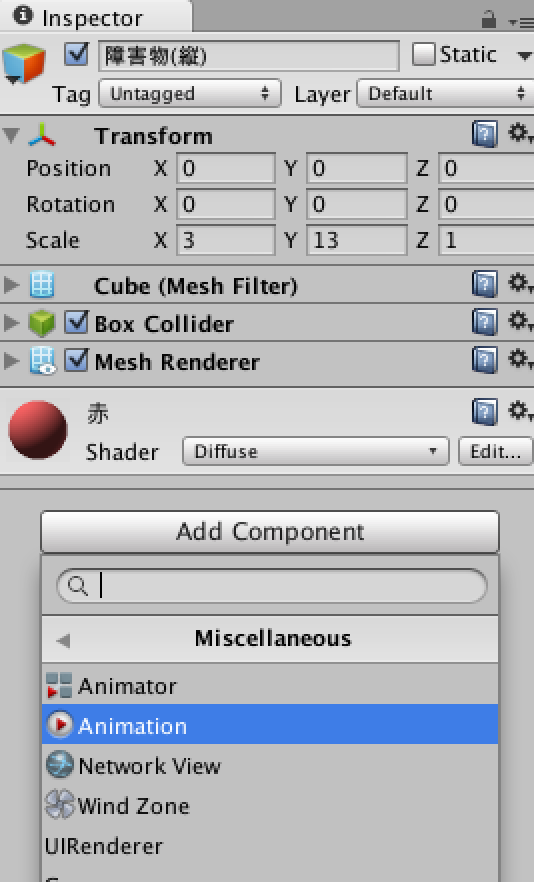 Inspector
障害物(縦)
Static
Tag Untagged Layer Default
Transform
Position X 0 Y 0 Z 0
Rotation X 0 Y 0 Z 0
Scale X 3 Y 13 Z 1
Cube (Mesh Filter)
Box Collider
Mesh Renderer
赤
Shader Diffuse Edit...
Add Component
Miscellaneous
Animator
Animation
Network View
Wind Zone
UIRenderer